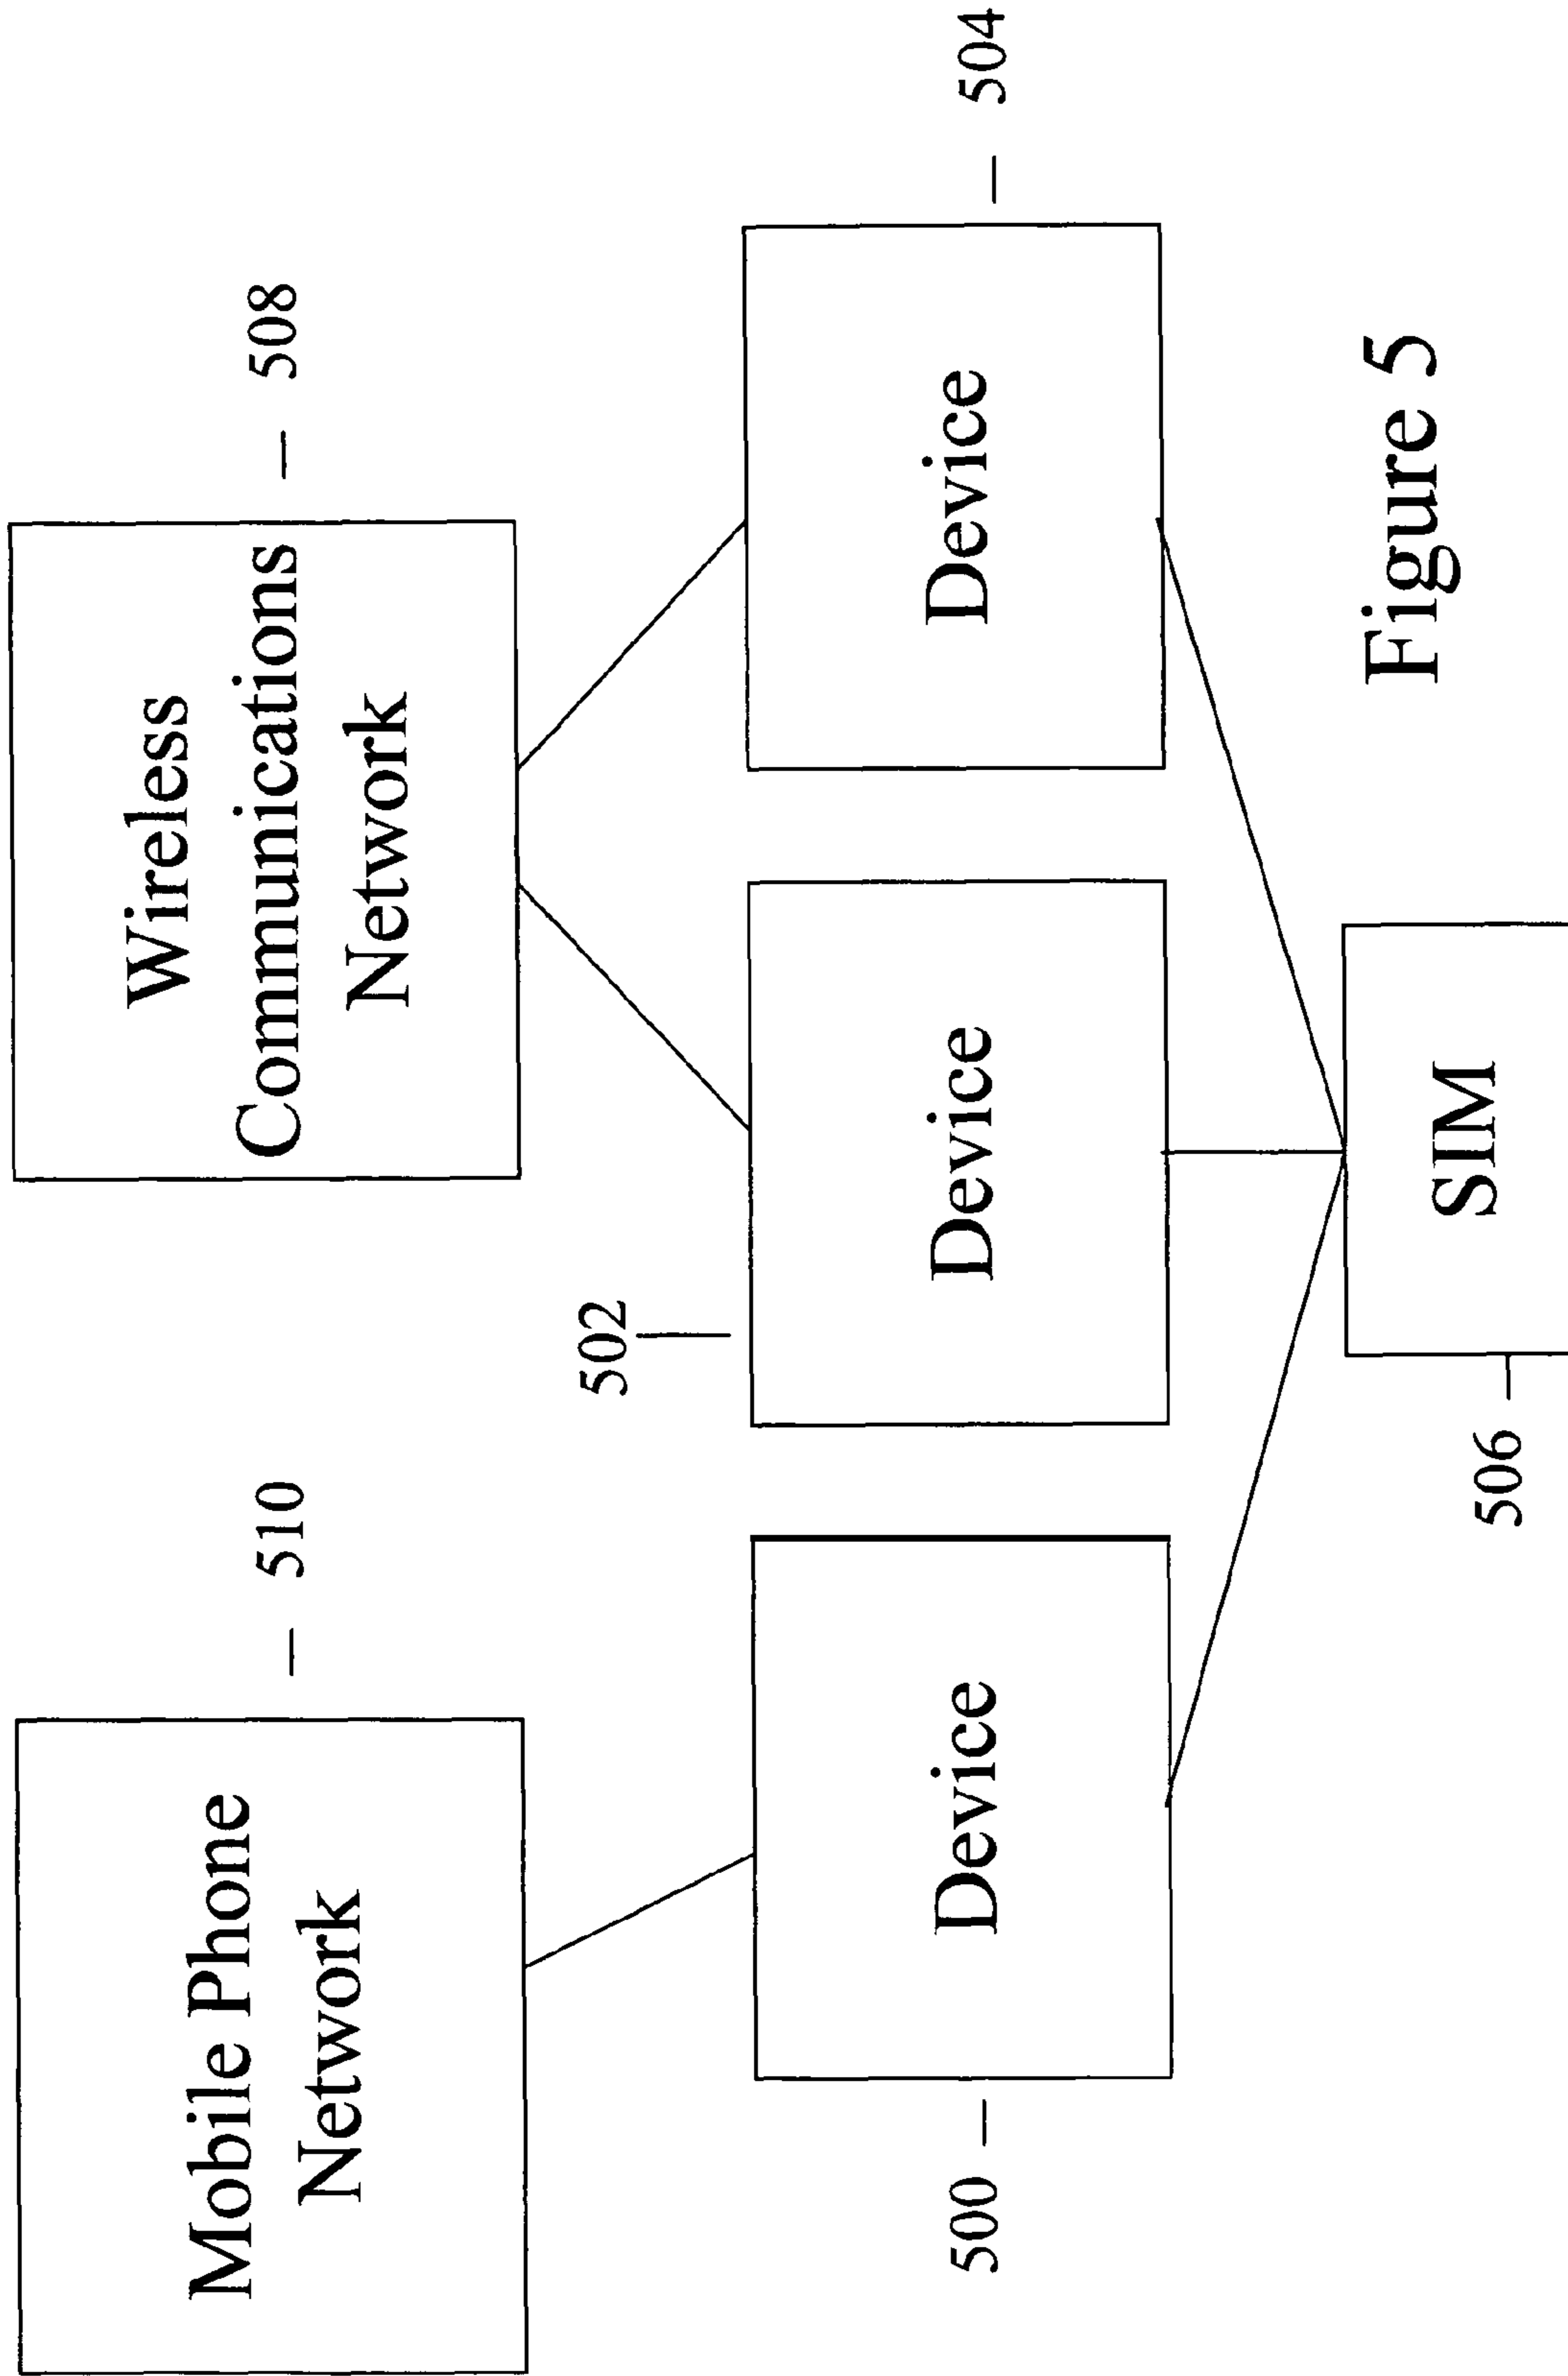 Mobile Phone
Network
510
Wireless
Communications
Network
508
500
Device
502
Device
Device
504
506
SIM
Figure 5